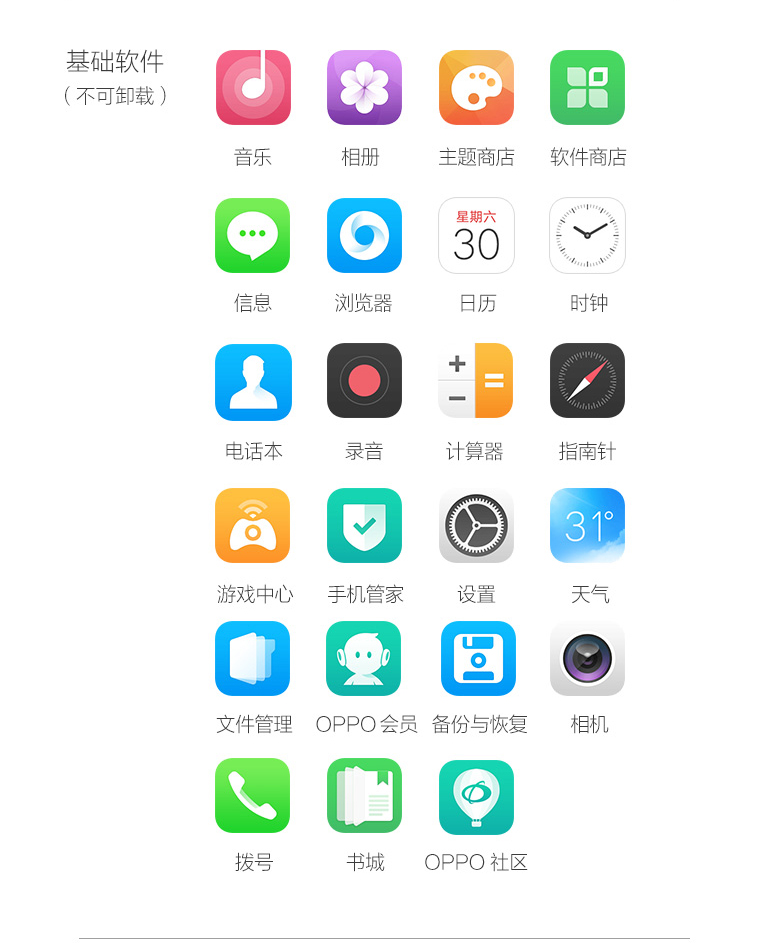 基础软件
（不可卸载）
音乐 相册 主题商店 软件商店
星期六
30
信息 浏览器 日历 时钟
电话本 录音 计算器 指南针
31°
游戏中心 手机管家 设置 天气
文件管理 OPPO 会员 备份与恢复 相机
拨号 书城 OPPO 社区